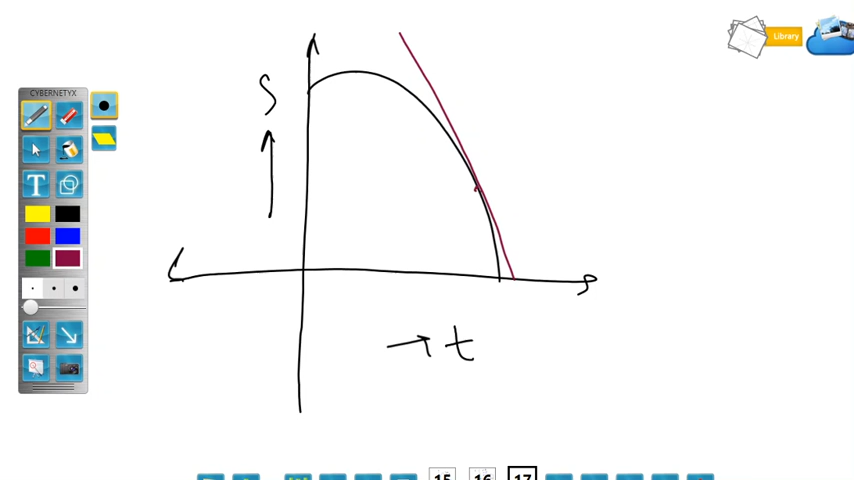 Library
CYBERNETYX
S
T
t
15 16 17